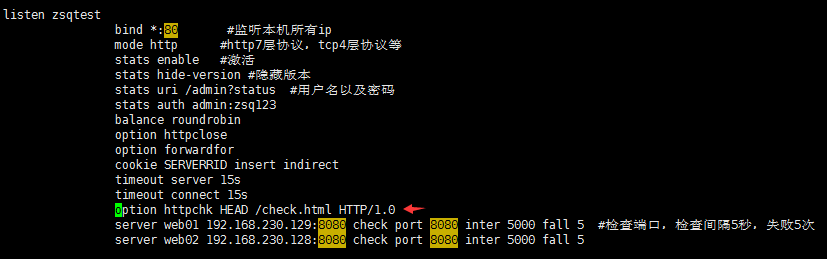 listen zsqtest
bind *:80 #监听本机所有ip
mode http #http7层协议, tcp4层协议等
stats enable #激活
stats hide-version #隐藏版本
stats uri /admin?status #用户名以及密码
stats auth admin:zsq123
balance roundrobin
option httpclose
option forwardfor
cookie SERVERRID insert indirect
timeout server 15s
timeout connect 15s
option httpchk HEAD /check.html HTTP/1.0
server web01 192.168.230.129:8080 check port 8080 inter 5000 fall 5 #检查端口, 检查间隔5秒, 失败5次
server web02 192.168.230.128:8080 check port 8080 inter 5000 fall 5